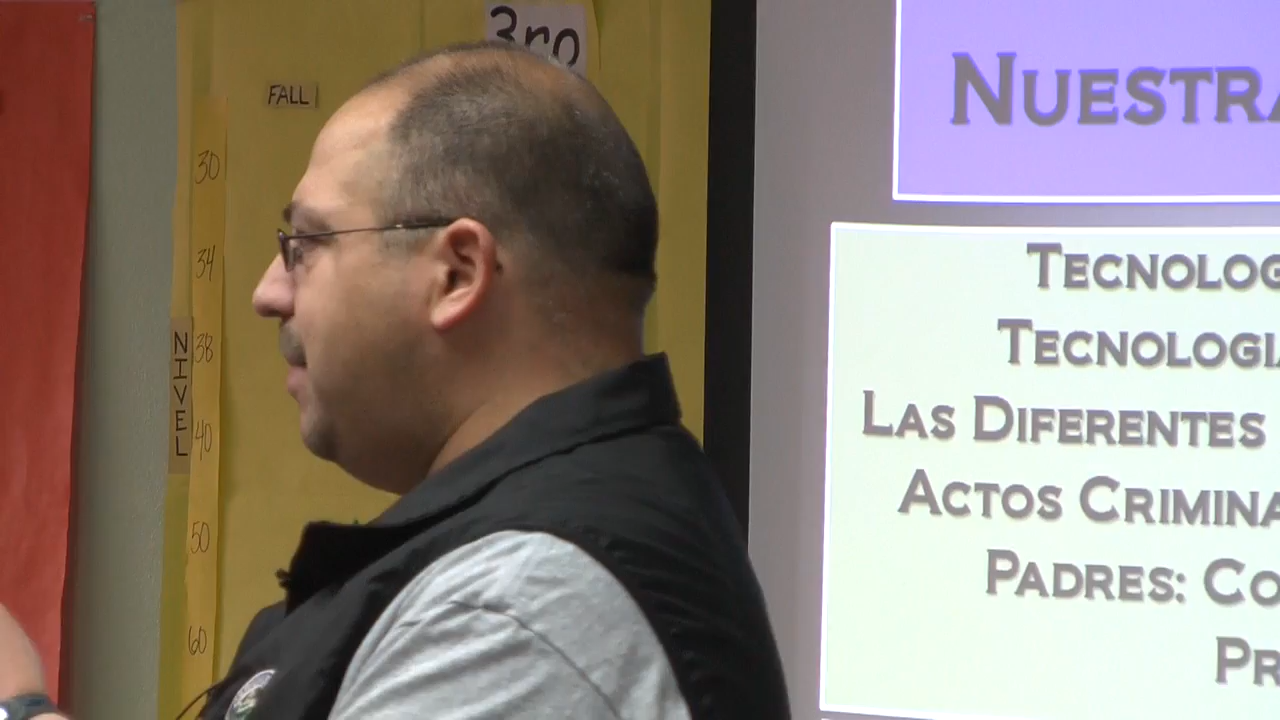 3ro
FALL
30
34
38
40
50
60
NIVEL
NUESTRA
TECNOLOG
TECNOLOGI
LAS DIFERENTES
ACTOS CRIMINA
PADRES: CO
PR